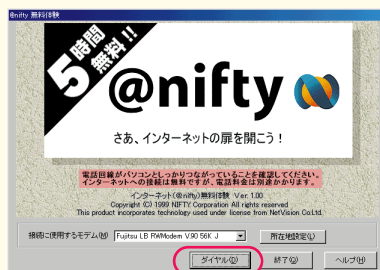 @nifty 無料体験
5時間
無料!!
@nifty
さあ、インターネットの扉を開こう!
電話回線がパソコンとしっかりつながっていることを確認してください。
インターネットへの接続は無料ですが、電話料金は別途かかります。
インターネット(@nifty)無料体験 Ver. 1.00
Copyright (C) 1999 NIFTY Corporation All rights reserved
This product incorporates technology used under license from NetVision Co.Ltd.
接続に使用するモデム(M) Fujitsu LB RWModem V.90 56K J 所在地設定(L)
ダイヤル(D) 終了(Q) ヘルプ(H)